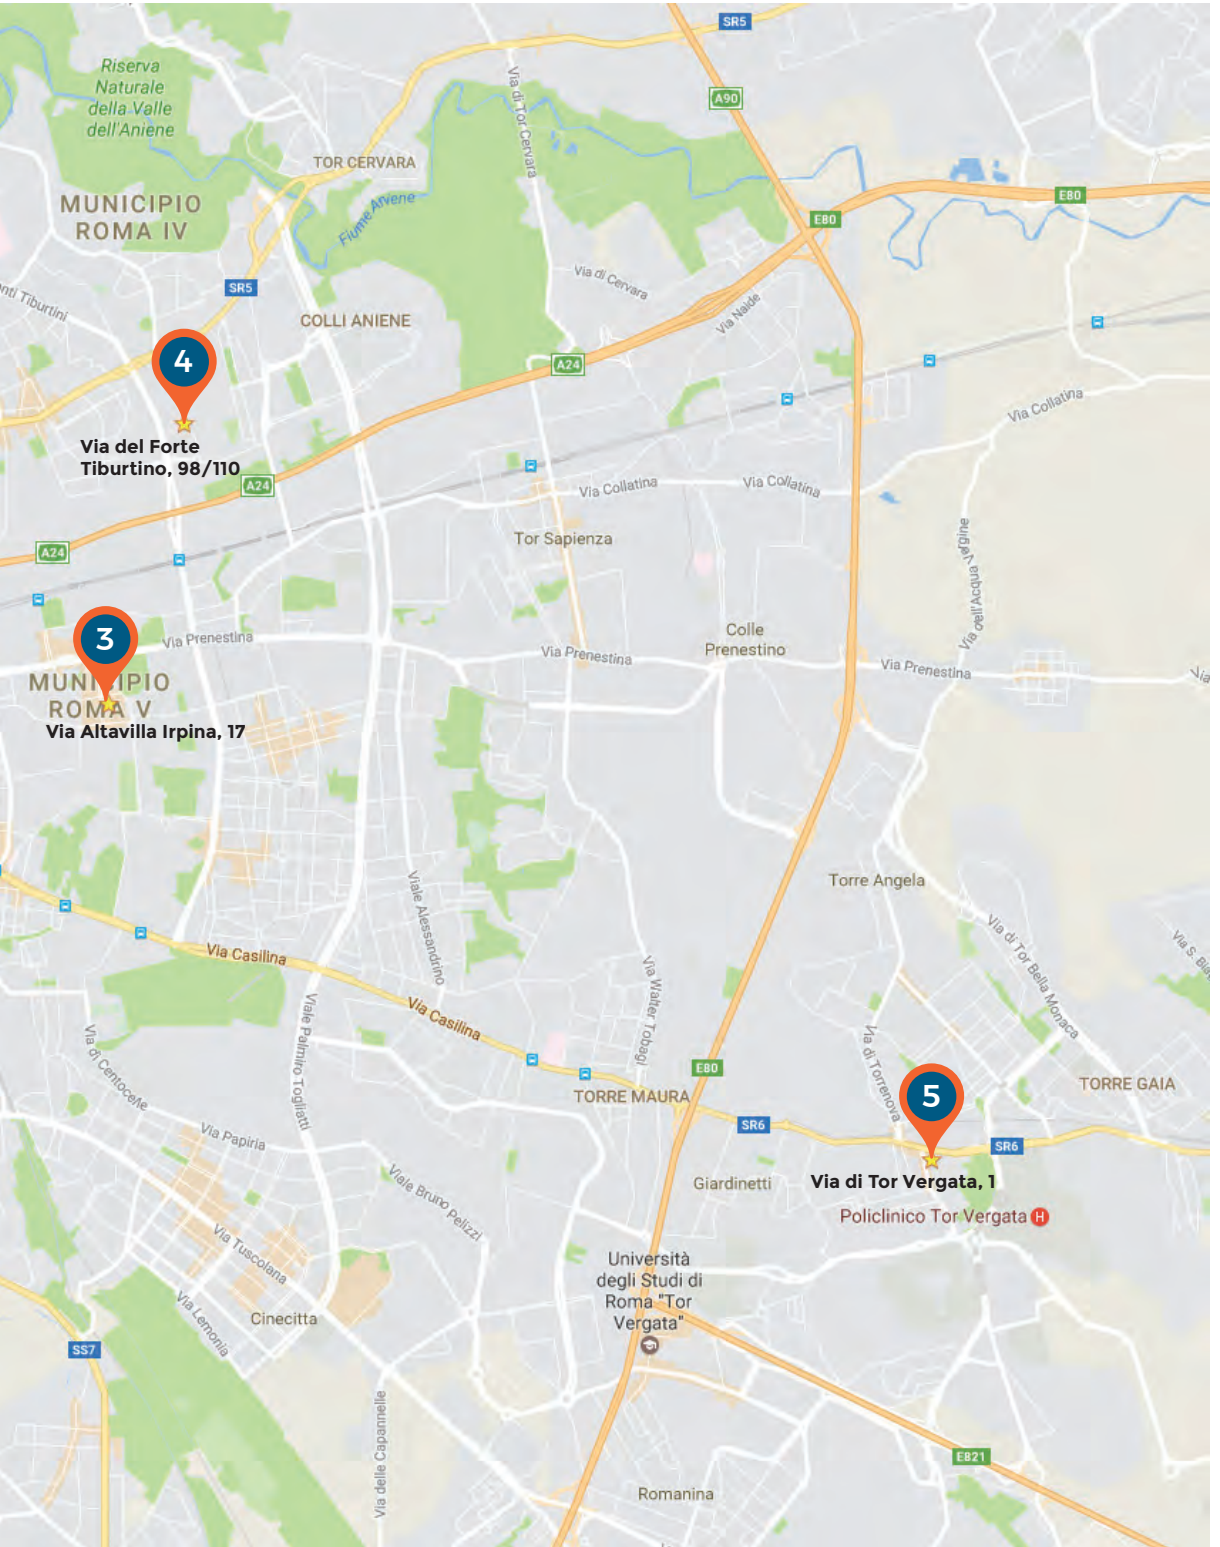 SR5
Riserva
Naturale
della Valle
dell'Aniene
Via di Tor Cervara
A90
TOR CERVARA
MUNICIPIO
ROMA IV
Fiume Aniene
E80
E80
Via di Cervara
SR5
nti Tiburtini
Via Naide
COLLI ANIENE
4
A24
Via Collatina
Via del Forte
Tiburtino, 98/110
A24
Via Collatina
Via Collatina
Tor Sapienza
A24
Via dell'Acqua Vergine
3
Via Prenestina
Colle
Prenestino
Via Prenestina
Via Prenestina
Via
MUNICIPIO
ROMA V
Via Altavilla Irpina, 17
Viale Alessandrino
Torre Angela
Via Casilina
Via di Tor Bella Monaca
Via S. Bia
Via Walter Tobagi
Viale Palmiro Togliatti
Via Casilina
Via di Centocelle
Via di Torrenova
E80
TORRE MAURA
TORRE GAIA
5
SR6
SR6
Via Papiria
Giardinetti
Via di Tor Vergata, 1
Viale Bruno Pelizzi
Policlinico Tor Vergata H
Via Tuscolana
Università
degli Studi di
Roma "Tor
Vergata"
Via Lemonia
Cinecitta
SS7
Via delle Capannelle
E821
Romanina